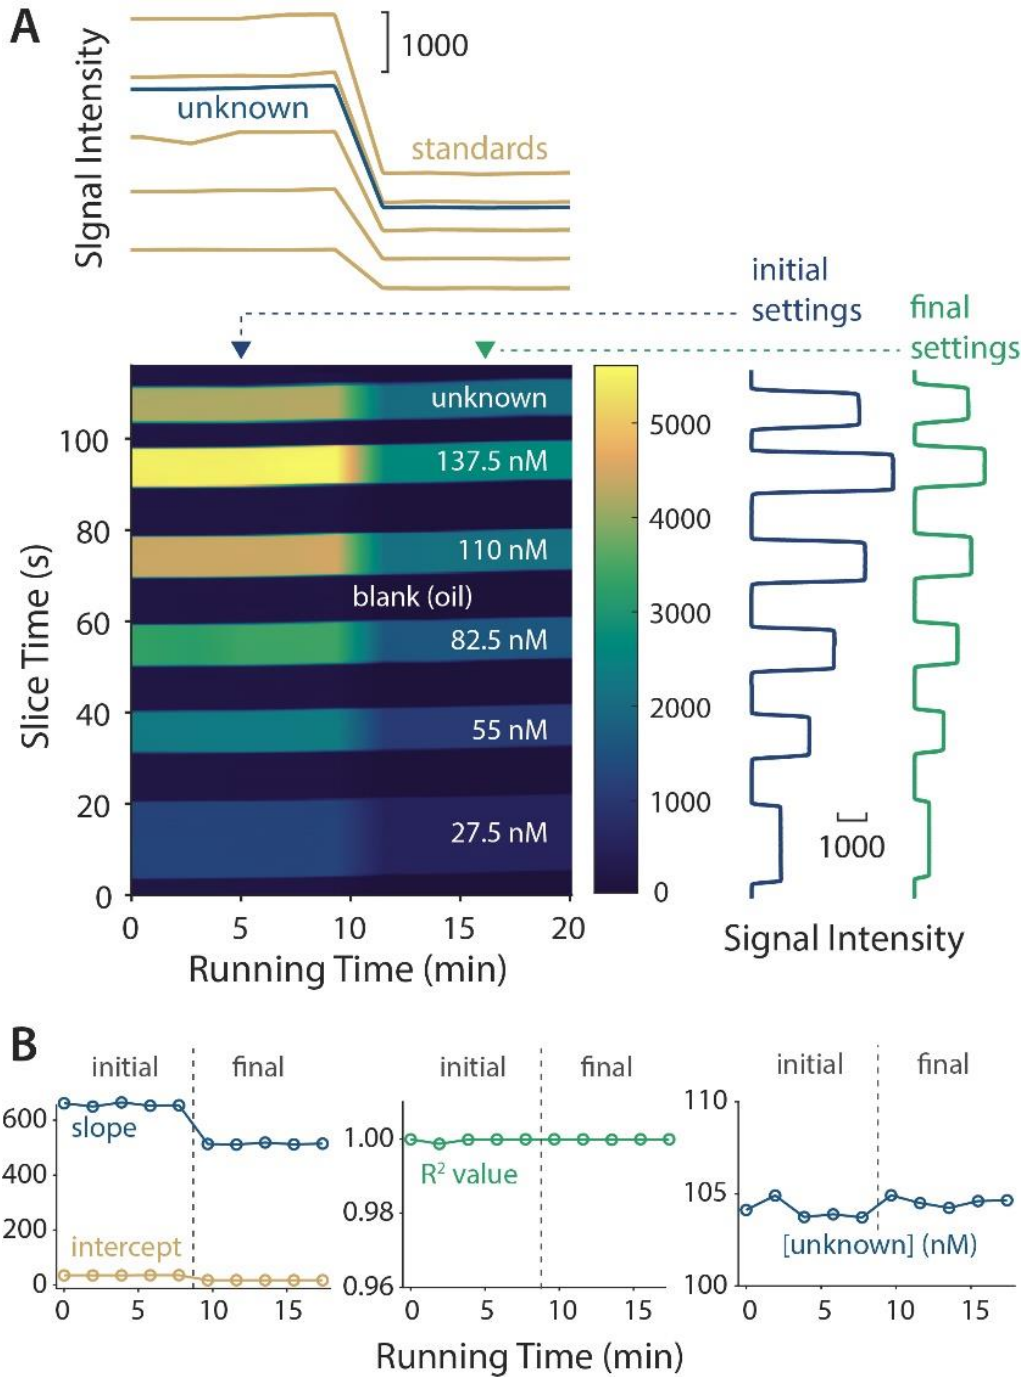 A
SIgnal Intensity
1000
unknown
standards
initial
settings
final
settings
Slice Time (s)
100
80
60
40
20
0
unknown
137.5 nM
110 nM
blank (oil)
82.5 nM
55 nM
27.5 nM
0
5
10
15
20
Running Time (min)
5000
4000
3000
2000
1000
0
1000
Signal Intensity
B
initial
final
600
400
200
0
slope
intercept
0
5
10
15
initial
final
1.00
0.98
0.96
R² value
0
5
10
15
initial
final
110
105
100
[unknown] (nM)
0
5
10
15
Running Time (min)